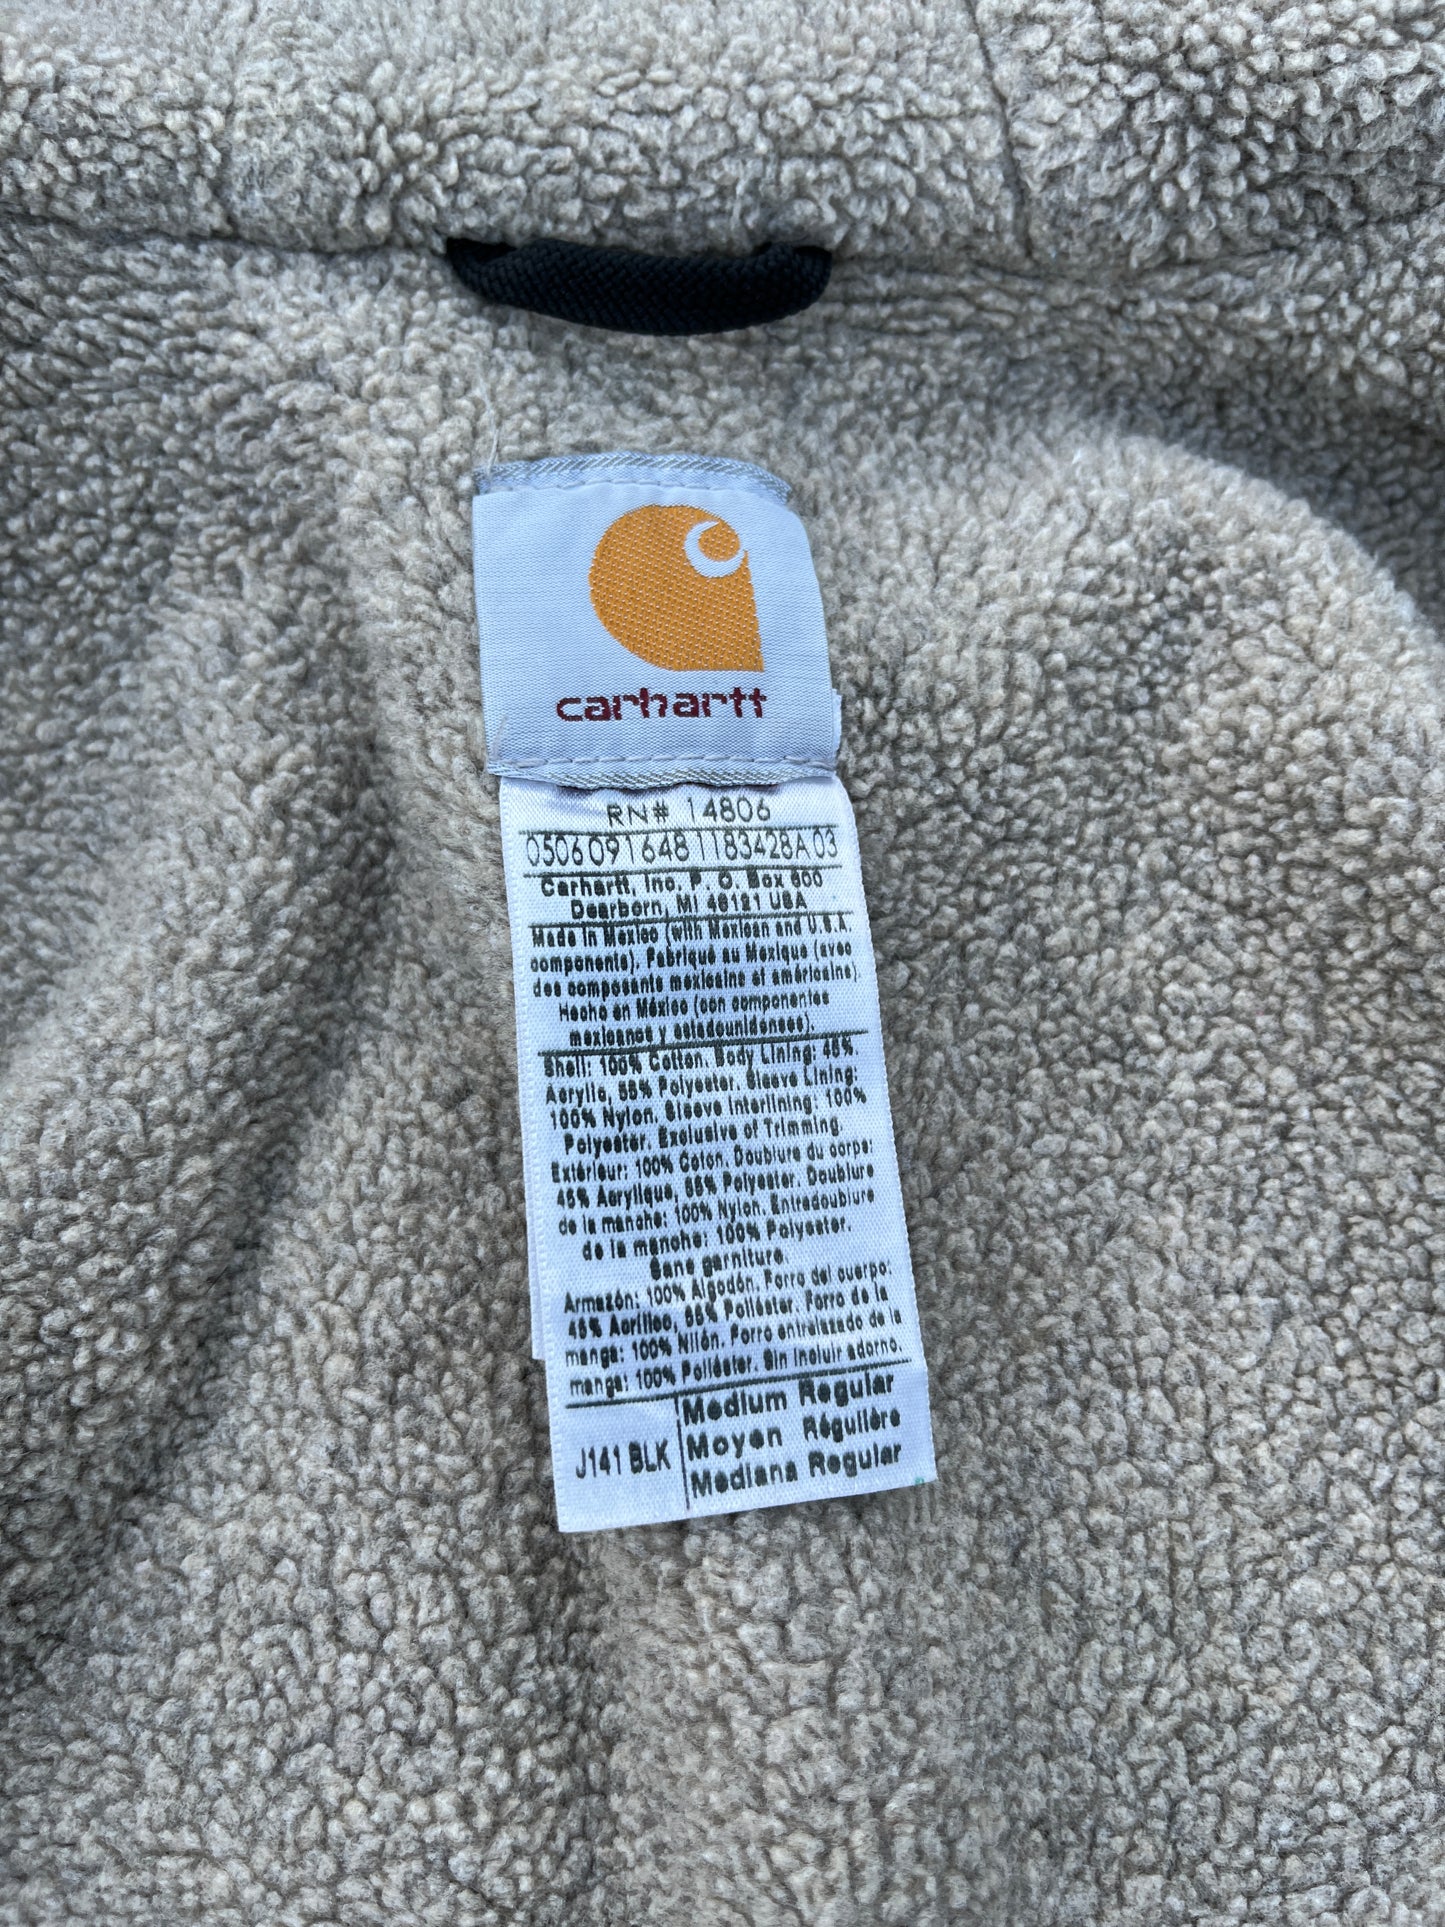 carhartt
RN# 14806
0506091648 1183428A 03
Carhartt, Inc. P. O. Box 600
Dearborn, MI 48121 USA
Made in Mexico (with Mexican and U.S.A.
components). Fabriqué au Mexique (avec
des composants mexicains et américains).
Hecho en México (con componentes
mexicanos y estadounidenses).
Shell: 100% Cotton. Body Lining: 45%
Acrylic, 55% Polyester. Sleeve Lining:
100% Nylon. Sleeve Interlining: 100%
Polyester. Exclusive of Trimming.
Extérieur: 100% Coton. Doublure du corps:
45% Acrylique, 55% Polyester. Doublure
de la manche: 100% Nylon. Entredoublure
de la manche: 100% Polyester.
Sans garniture.
Armazón: 100% Algodón. Forro del cuerpo:
45% Acrílico, 55% Poliéster. Forro de la
manga: 100% Nilón. Forro entrelazado de la
manga: 100% Poliéster. Sin incluir adorno.
J141 BLK
Medium Regular
Moyen Régulière
Mediana Regular